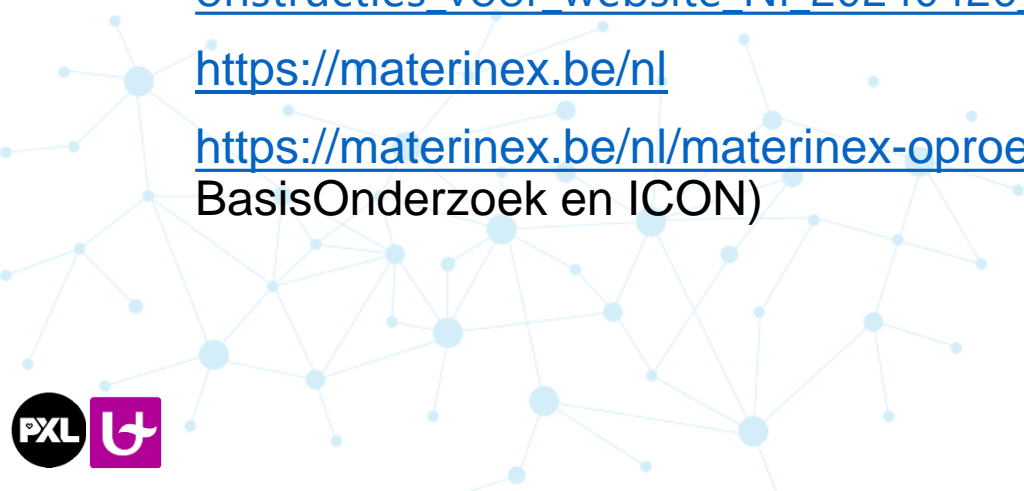 https://materinex.be/nl
https://materinex.be/nl/materinex-oproe
BasisOnderzoek en ICON)
PXL